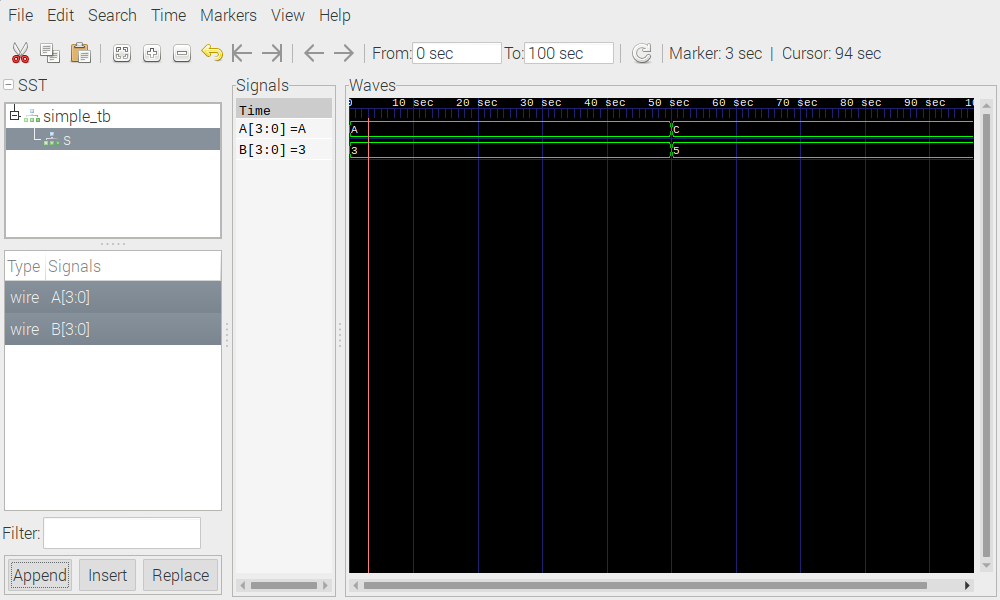 File Edit Search Time Markers View Help
From: 0 sec To: 100 sec | Marker: 3 sec | Cursor: 94 sec
SST
simple_tb
s
Type Signals
wire A[3:0]
wire B[3:0]
Filter:
Append Insert Replace
Signals
Time
A[3:0] =A
B[3:0] =3
Waves
0 10 sec 20 sec 30 sec 40 sec 50 sec 60 sec 70 sec 80 sec 90 sec 10
A C
3 5